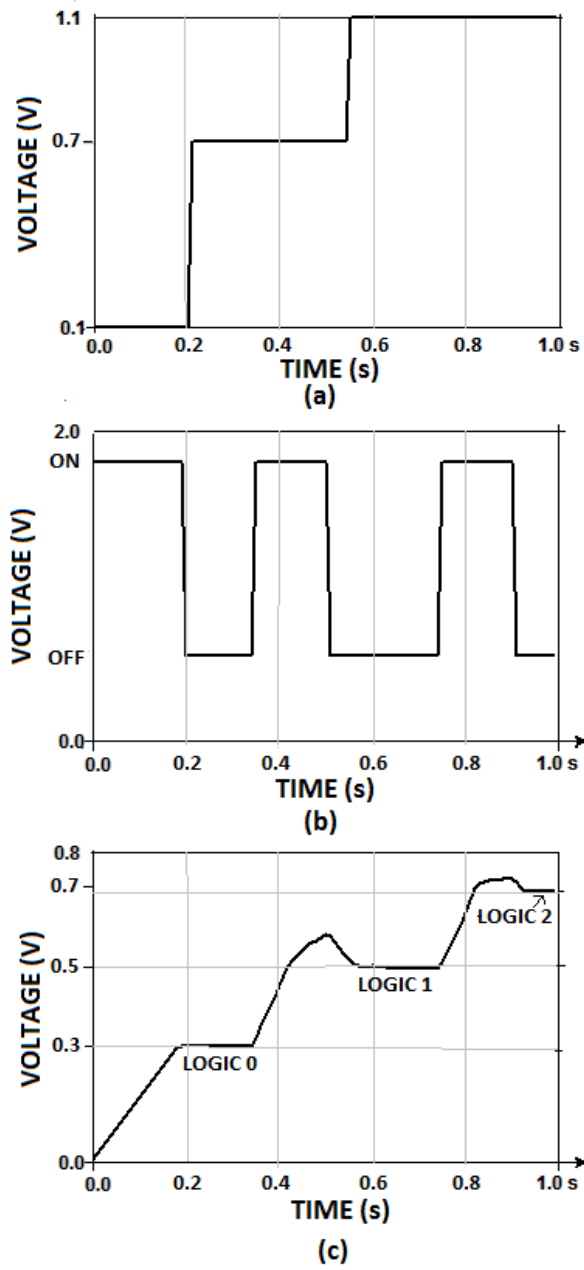 1.1
0.7
0.1
VOLTAGE (V)
0.0 0.2 0.4 0.6 0.8 1.0 s
TIME (s)
(a)
2.0
ON
OFF
0.0
VOLTAGE (V)
0.0 0.2 0.4 0.6 0.8 1.0 s
TIME (s)
(b)
0.8
0.7
0.5
0.3
0.0
VOLTAGE (V)
LOGIC 2
LOGIC 1
LOGIC 0
0.0 0.2 0.4 0.6 0.8 1.0 s
TIME (s)
(c)